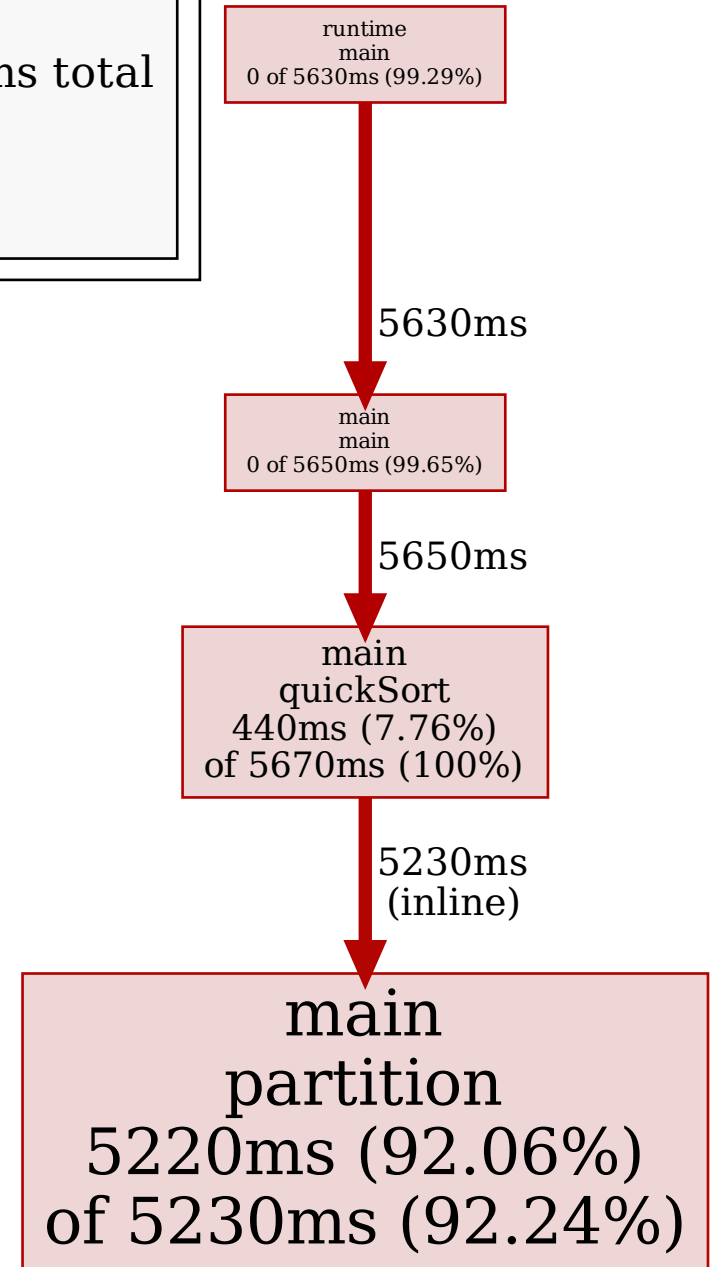 total
runtime
main
0 of 5630ms (99.29%)
5630ms
main
main
0 of 5650ms (99.65%)
5650ms
main
quickSort
440ms (7.76%)
of 5670ms (100%)
5230ms
(inline)
main
partition
5220ms (92.06%)
of 5230ms (92.24%)